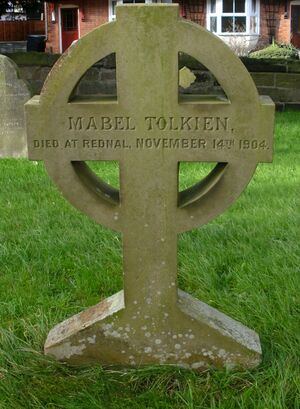 MABEL TOLKIEN,
DIED AT REDNAL, NOVEMBER 14TH 1904.